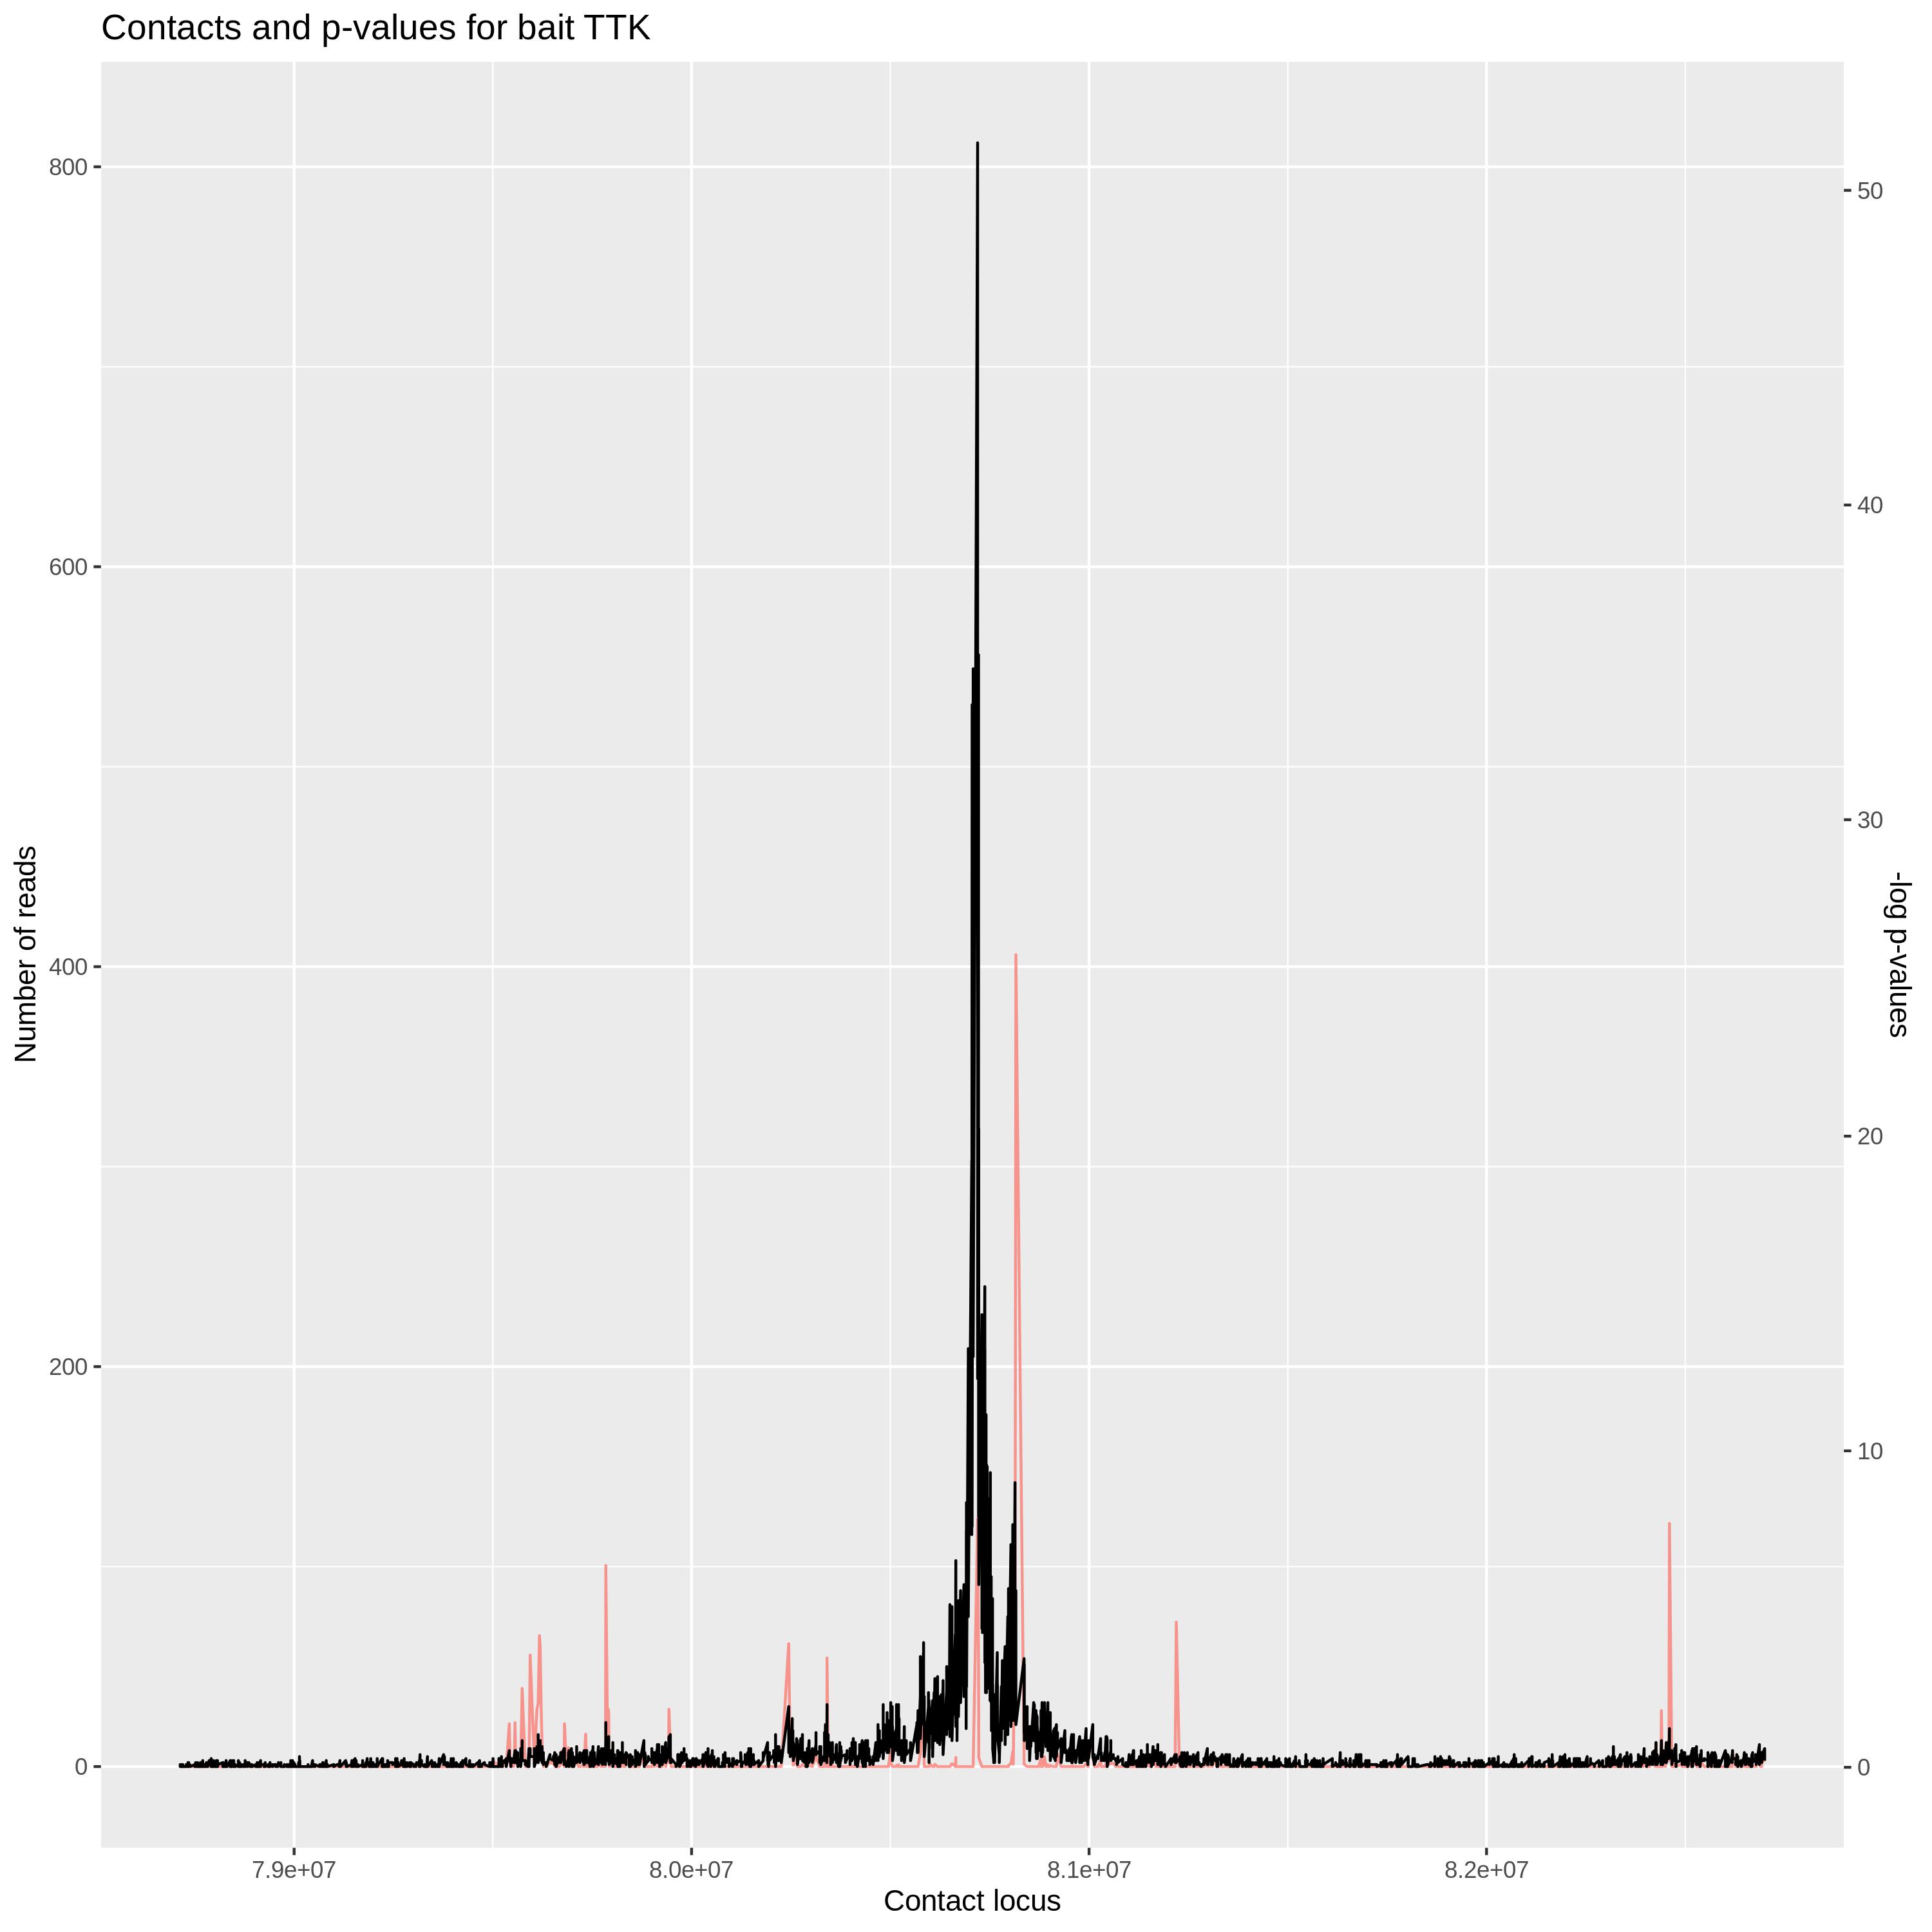 Contacts and p-values for bait TTK
800
600
400
200
0
Number of reads
50
40
30
20
10
0
-log p-values
7.9e+07
8.0e+07
8.1e+07
8.2e+07
Contact locus